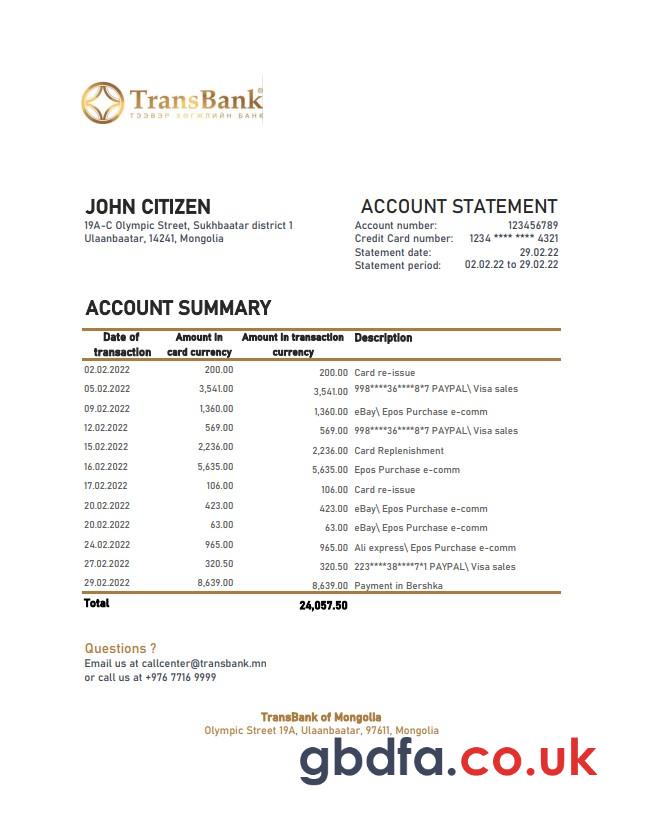 TransBank®
ТЭЭВЭР ХӨГЖЛИЙН БАНК
JOHN CITIZEN
19A-C Olympic Street, Sukhbaatar district 1
Ulaanbaatar, 14241, Mongolia
ACCOUNT STATEMENT
Account number: 123456789
Credit Card number: 1234 **** **** 4321
Statement date: 29.02.22
Statement period: 02.02.22 to 29.02.22
ACCOUNT SUMMARY
Date of transaction Amount in card currency Amount in transaction currency Description
02.02.2022 200.00 200.00 Card re-issue
05.02.2022 3,541.00 3,541.00 998****36****8*7 PAYPAL\ Visa sales
09.02.2022 1,360.00 1,360.00 eBay\ Epos Purchase e-comm
12.02.2022 569.00 569.00 998****36****8*7 PAYPAL\ Visa sales
15.02.2022 2,236.00 2,236.00 Card Replenishment
16.02.2022 5,635.00 5,635.00 Epos Purchase e-comm
17.02.2022 106.00 106.00 Card re-issue
20.02.2022 423.00 423.00 eBay\ Epos Purchase e-comm
20.02.2022 63.00 63.00 eBay\ Epos Purchase e-comm
24.02.2022 965.00 965.00 Ali express\ Epos Purchase e-comm
27.02.2022 320.50 320.50 223****38****7*1 PAYPAL\ Visa sales
29.02.2022 8,639.00 8,639.00 Payment in Bershka
Total 24,057.50
Questions ?
Email us at callcenter@transbank.mn
or call us at +976 7716 9999
TransBank of Mongolia
Olympic Street 19A, Ulaanbaatar, 97611, Mongolia
gbdfa.co.uk